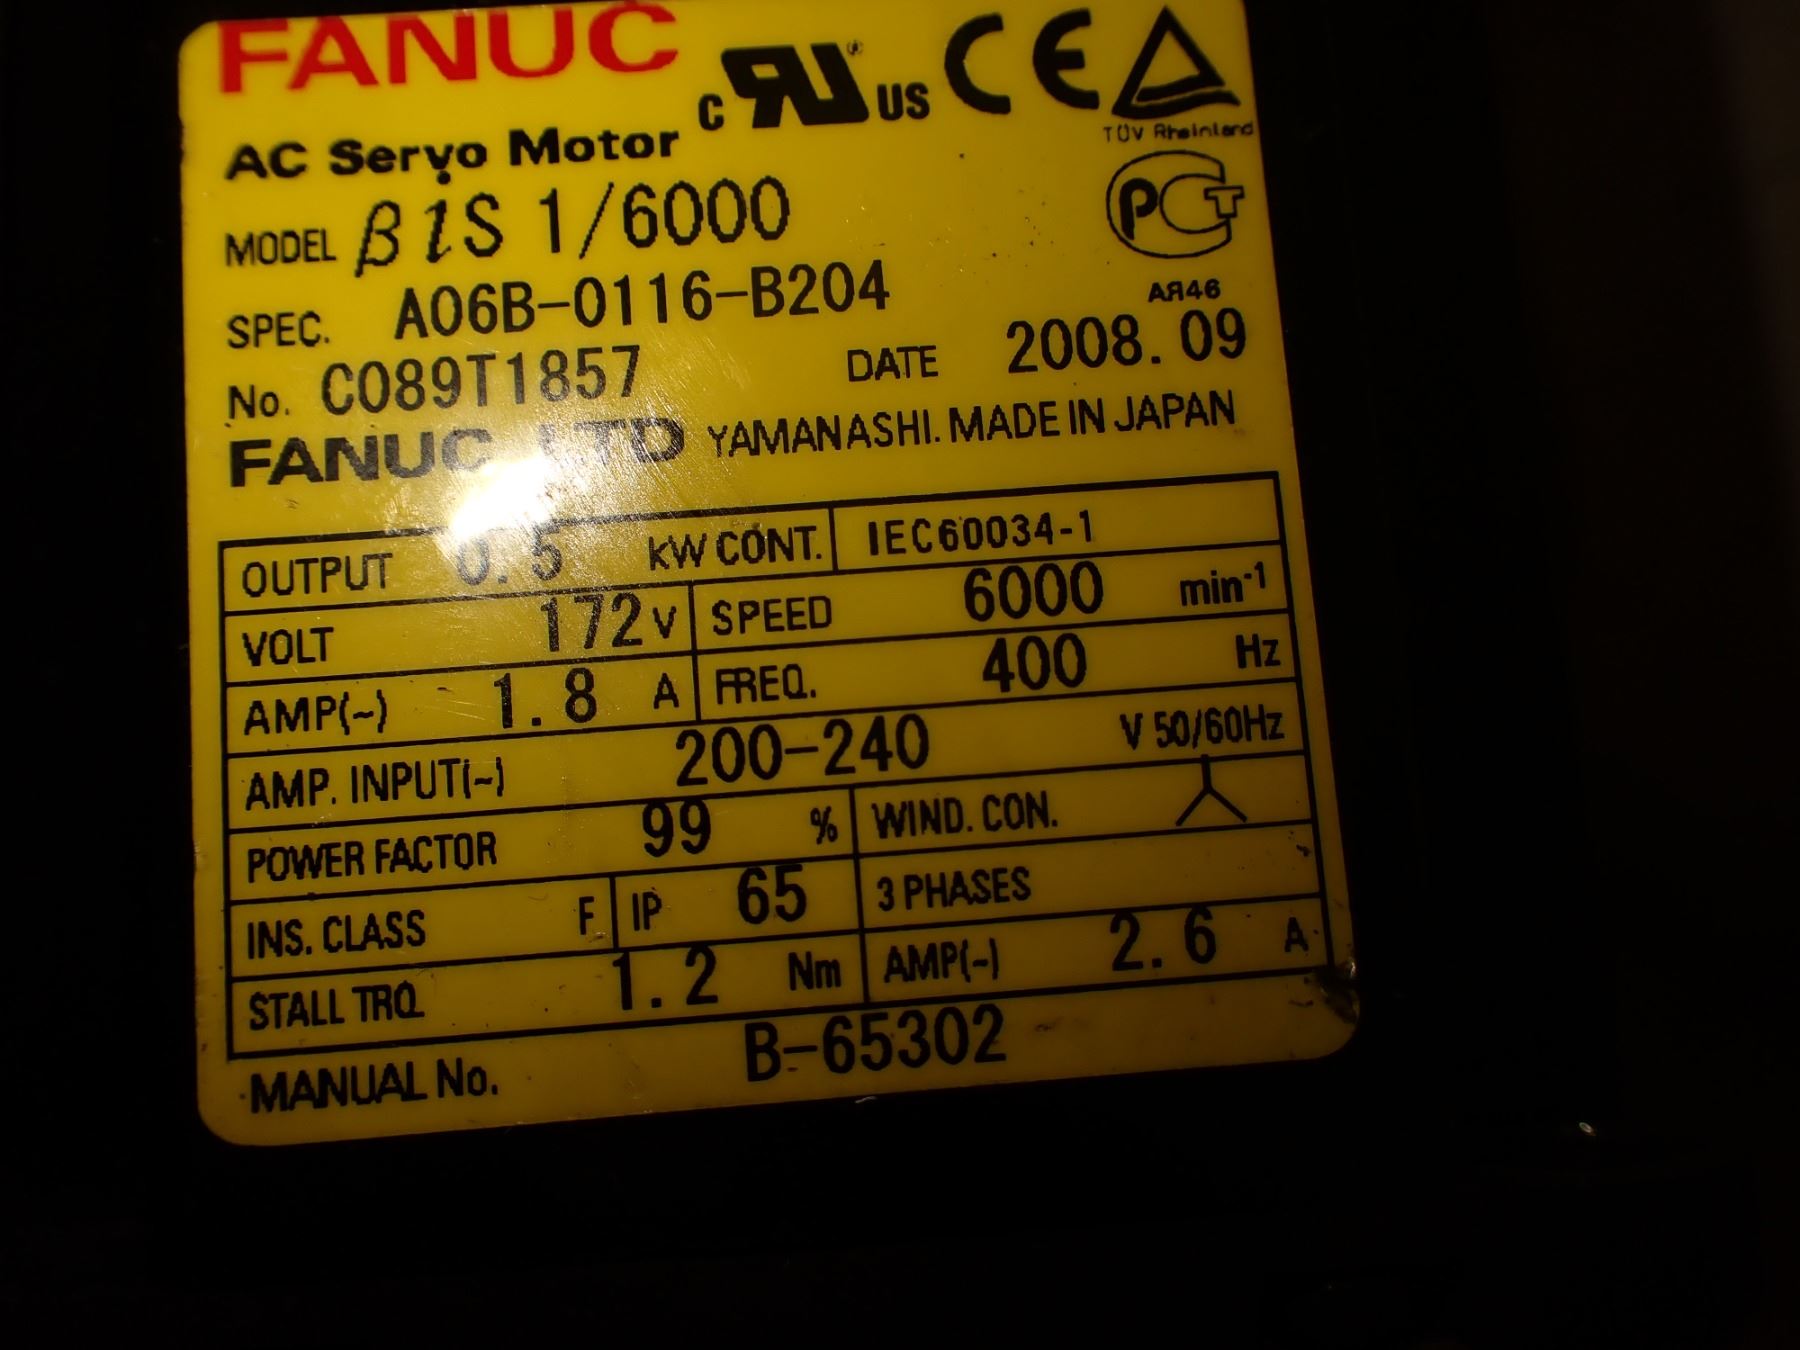 FANUC
c RU® US CE
TÜV Rheinland
AC Servo Motor
MODEL βiS 1/6000
PCT
SPEC. A06B-0116-B204
AЯ46
No. C089T1857 DATE 2008.09
FANUC LTD YAMANASHI. MADE IN JAPAN
OUTPUT 0.5 kW CONT. IEC60034-1
VOLT 172 V SPEED 6000 min-1
AMP(~) 1.8 A FREQ. 400 Hz
AMP. INPUT(~) 200-240 V 50/60Hz
POWER FACTOR 99 % WIND. CON.
INS. CLASS F IP 65 3 PHASES
STALL TRQ. 1.2 Nm AMP(~) 2.6 A
MANUAL No. B-65302